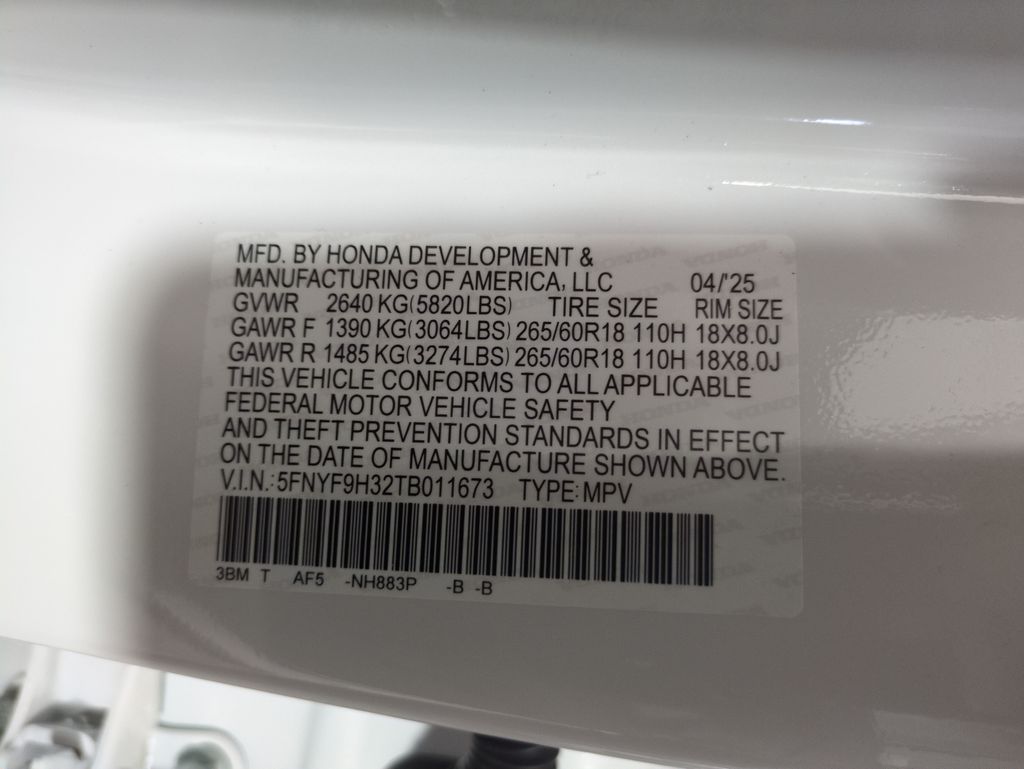 MFD. BY HONDA DEVELOPMENT &
MANUFACTURING OF AMERICA, LLC 04/'25
GVWR 2640 KG(5820LBS) TIRE SIZE RIM SIZE
GAWR F 1390 KG(3064LBS) 265/60R18 110H 18X8.0J
GAWR R 1485 KG(3274LBS) 265/60R18 110H 18X8.0J
THIS VEHICLE CONFORMS TO ALL APPLICABLE
FEDERAL MOTOR VEHICLE SAFETY
AND THEFT PREVENTION STANDARDS IN EFFECT
ON THE DATE OF MANUFACTURE SHOWN ABOVE.
V.I.N.:5FNYF9H32TB011673 TYPE:MPV
3BM T AF5 -NH883P -B -B